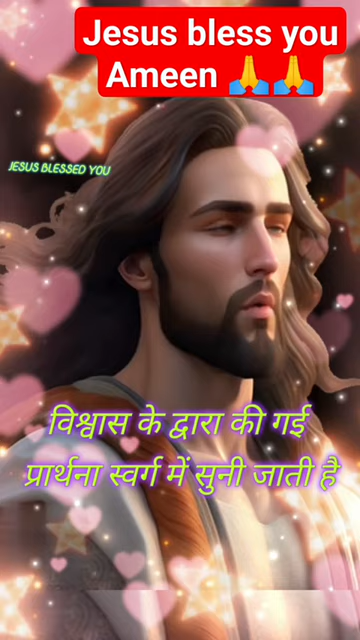 Jesus bless you
Ameen 🙏🙏
JESUS BLESSED YOU
विश्वास के द्वारा की गई
प्रार्थना स्वर्ग में सुनी जाती है